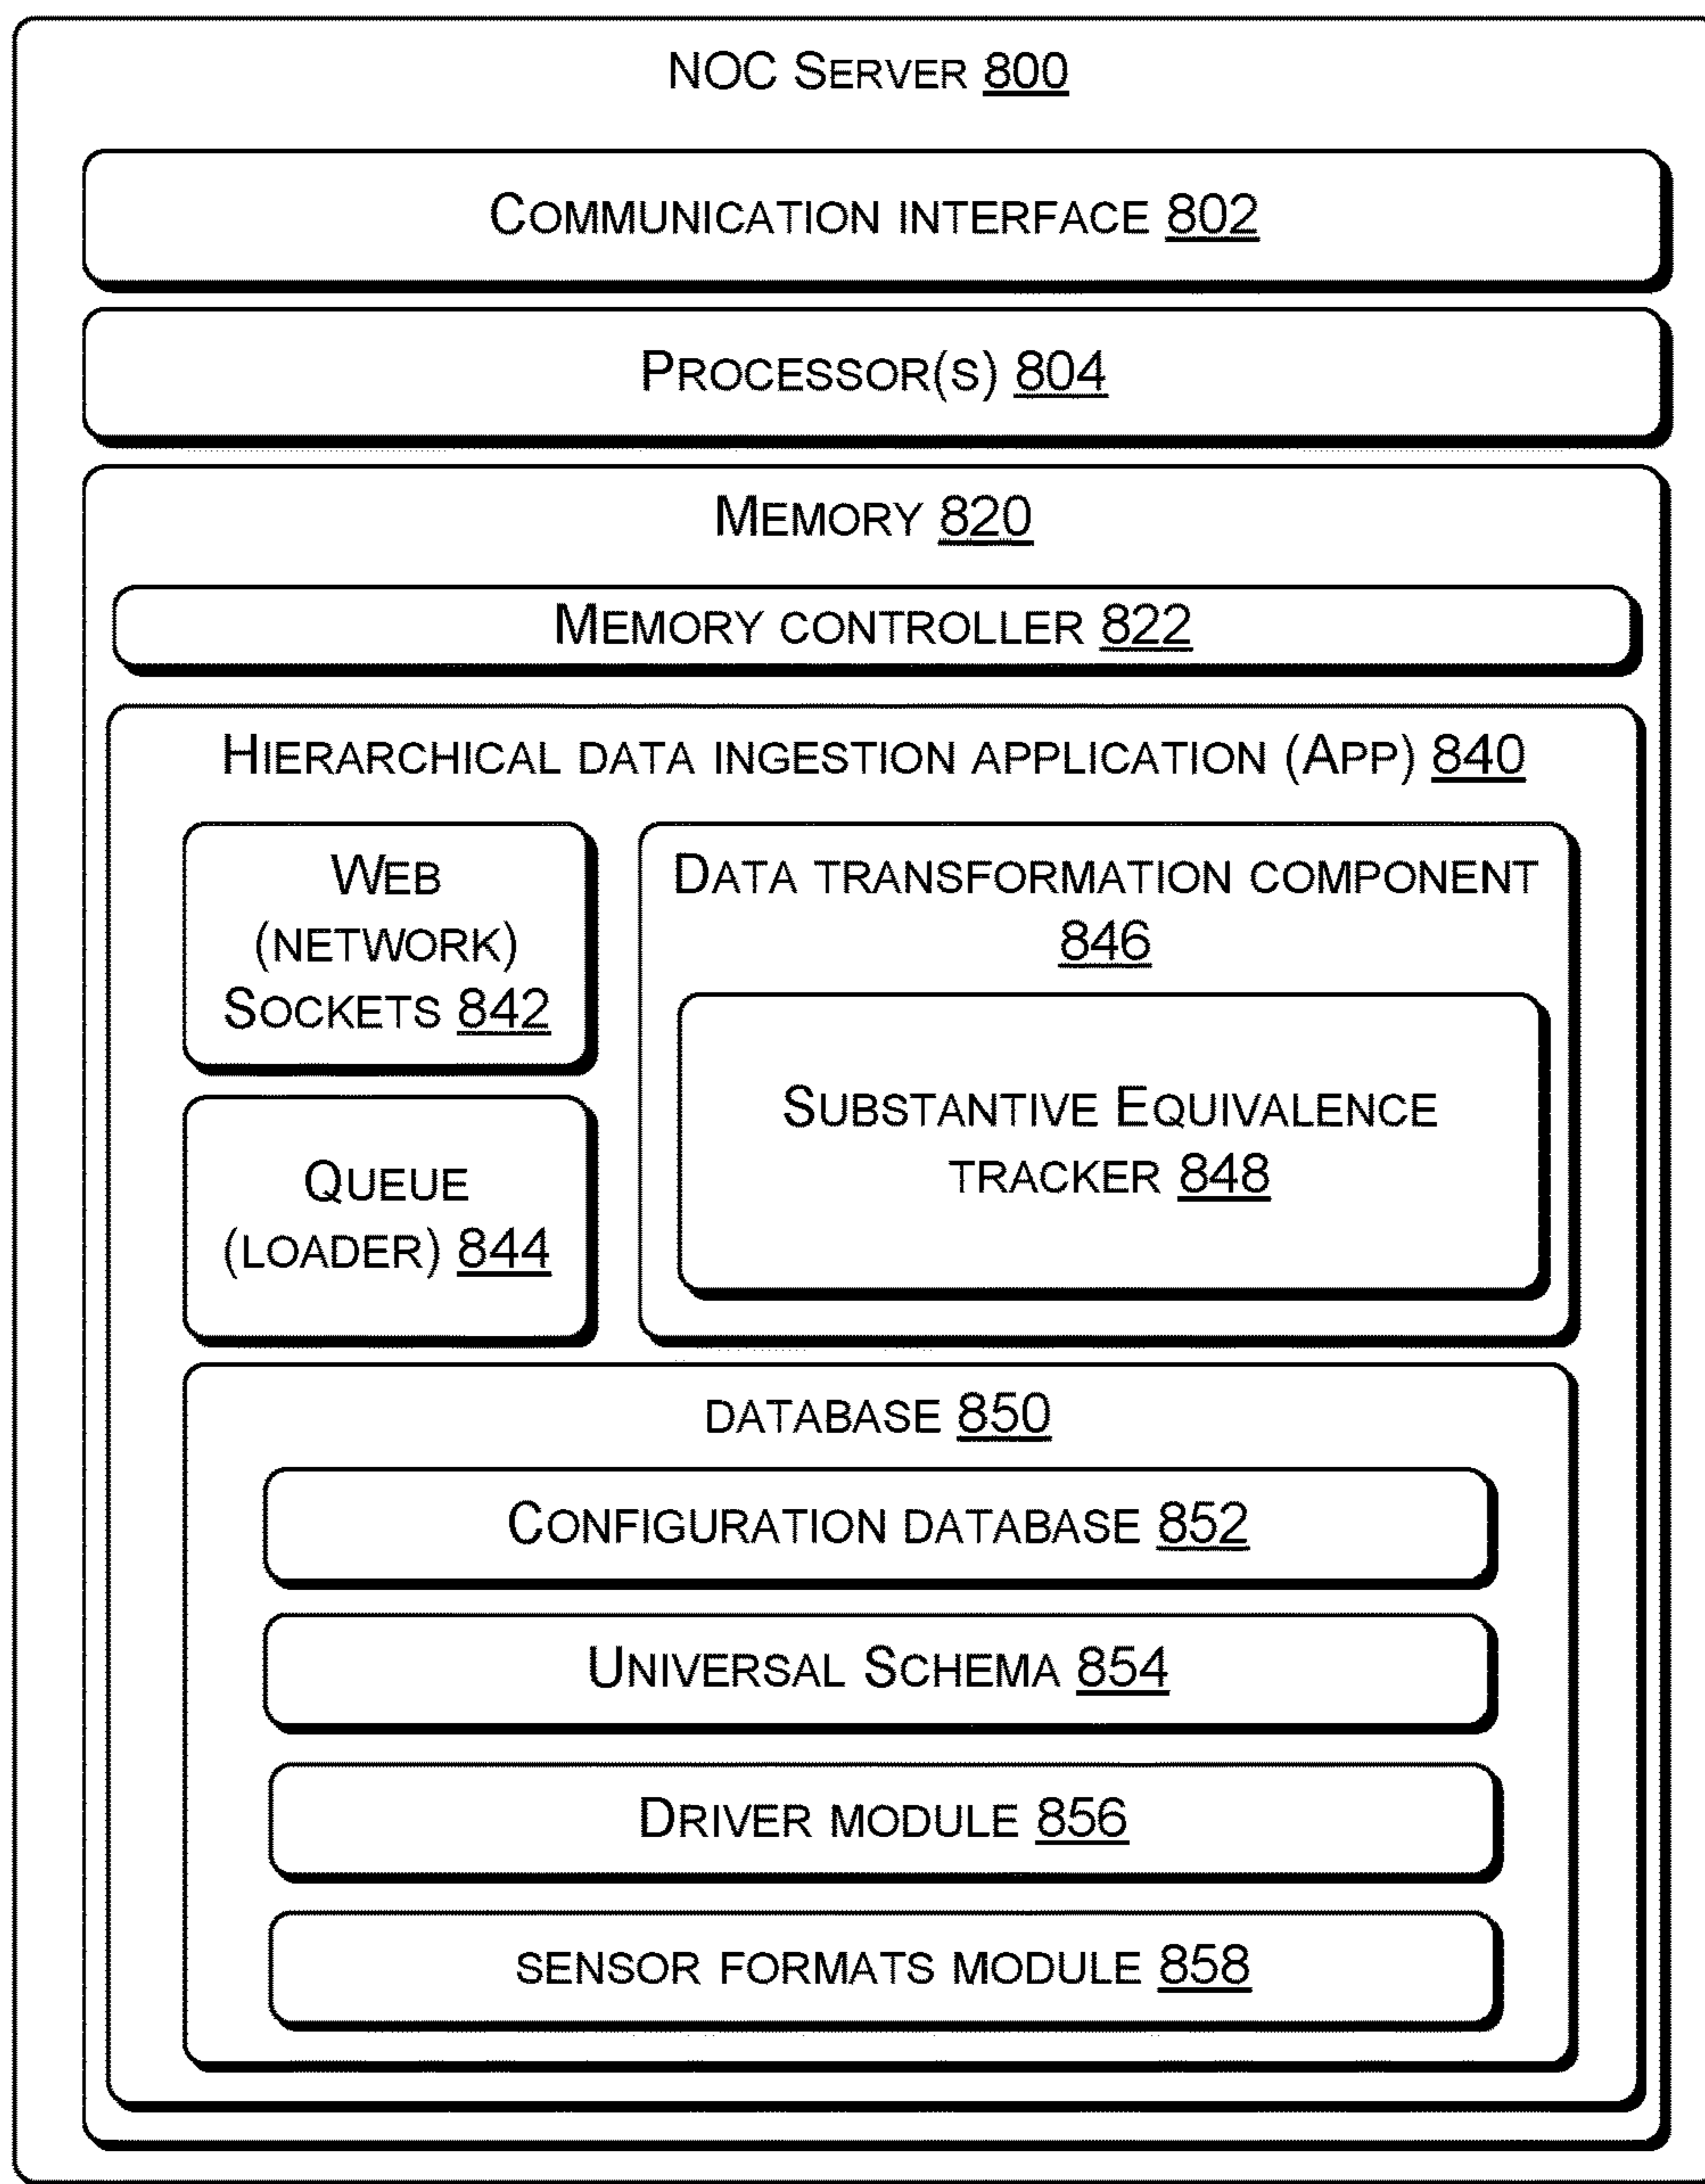 NOC SERVER 800
COMMUNICATION INTERFACE 802
PROCESSOR(S) 804
MEMORY 820
MEMORY CONTROLLER 822
HIERARCHICAL DATA INGESTION APPLICATION (APP) 840
WEB
(NETWORK)
SOCKETS 842
QUEUE
(LOADER) 844
DATA TRANSFORMATION COMPONENT
846
SUBSTANTIVE EQUIVALENCE
TRACKER 848
DATABASE 850
CONFIGURATION DATABASE 852
UNIVERSAL SCHEMA 854
DRIVER MODULE 856
SENSOR FORMATS MODULE 858